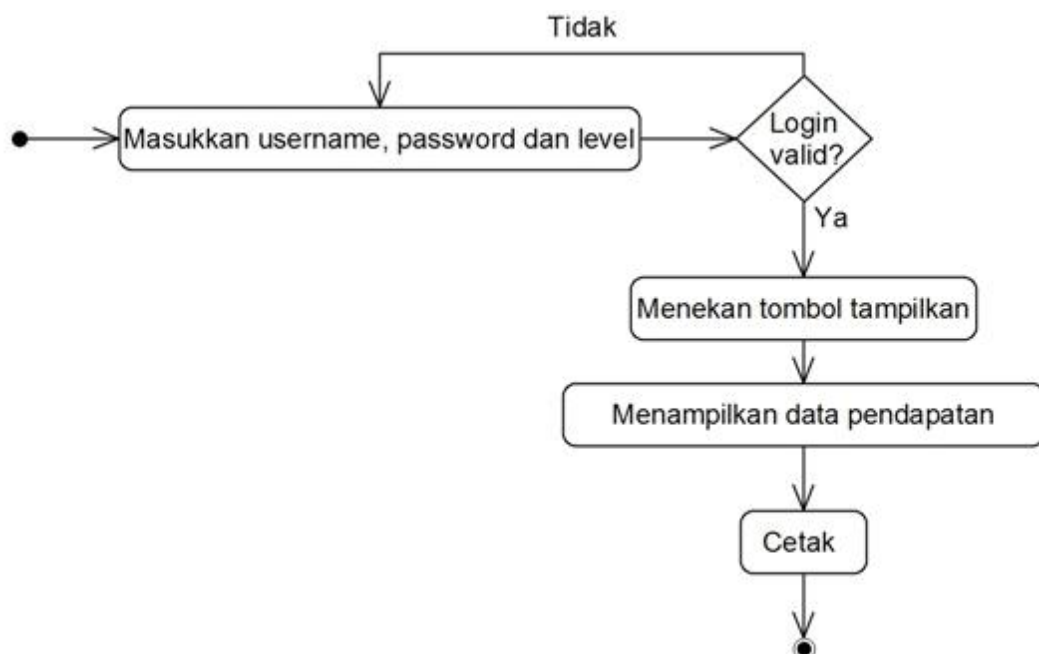 Tidak
Masukkan username, password dan level
Login
valid?
Ya
Menekan tombol tampilkan
Menampilkan data pendapatan
Cetak